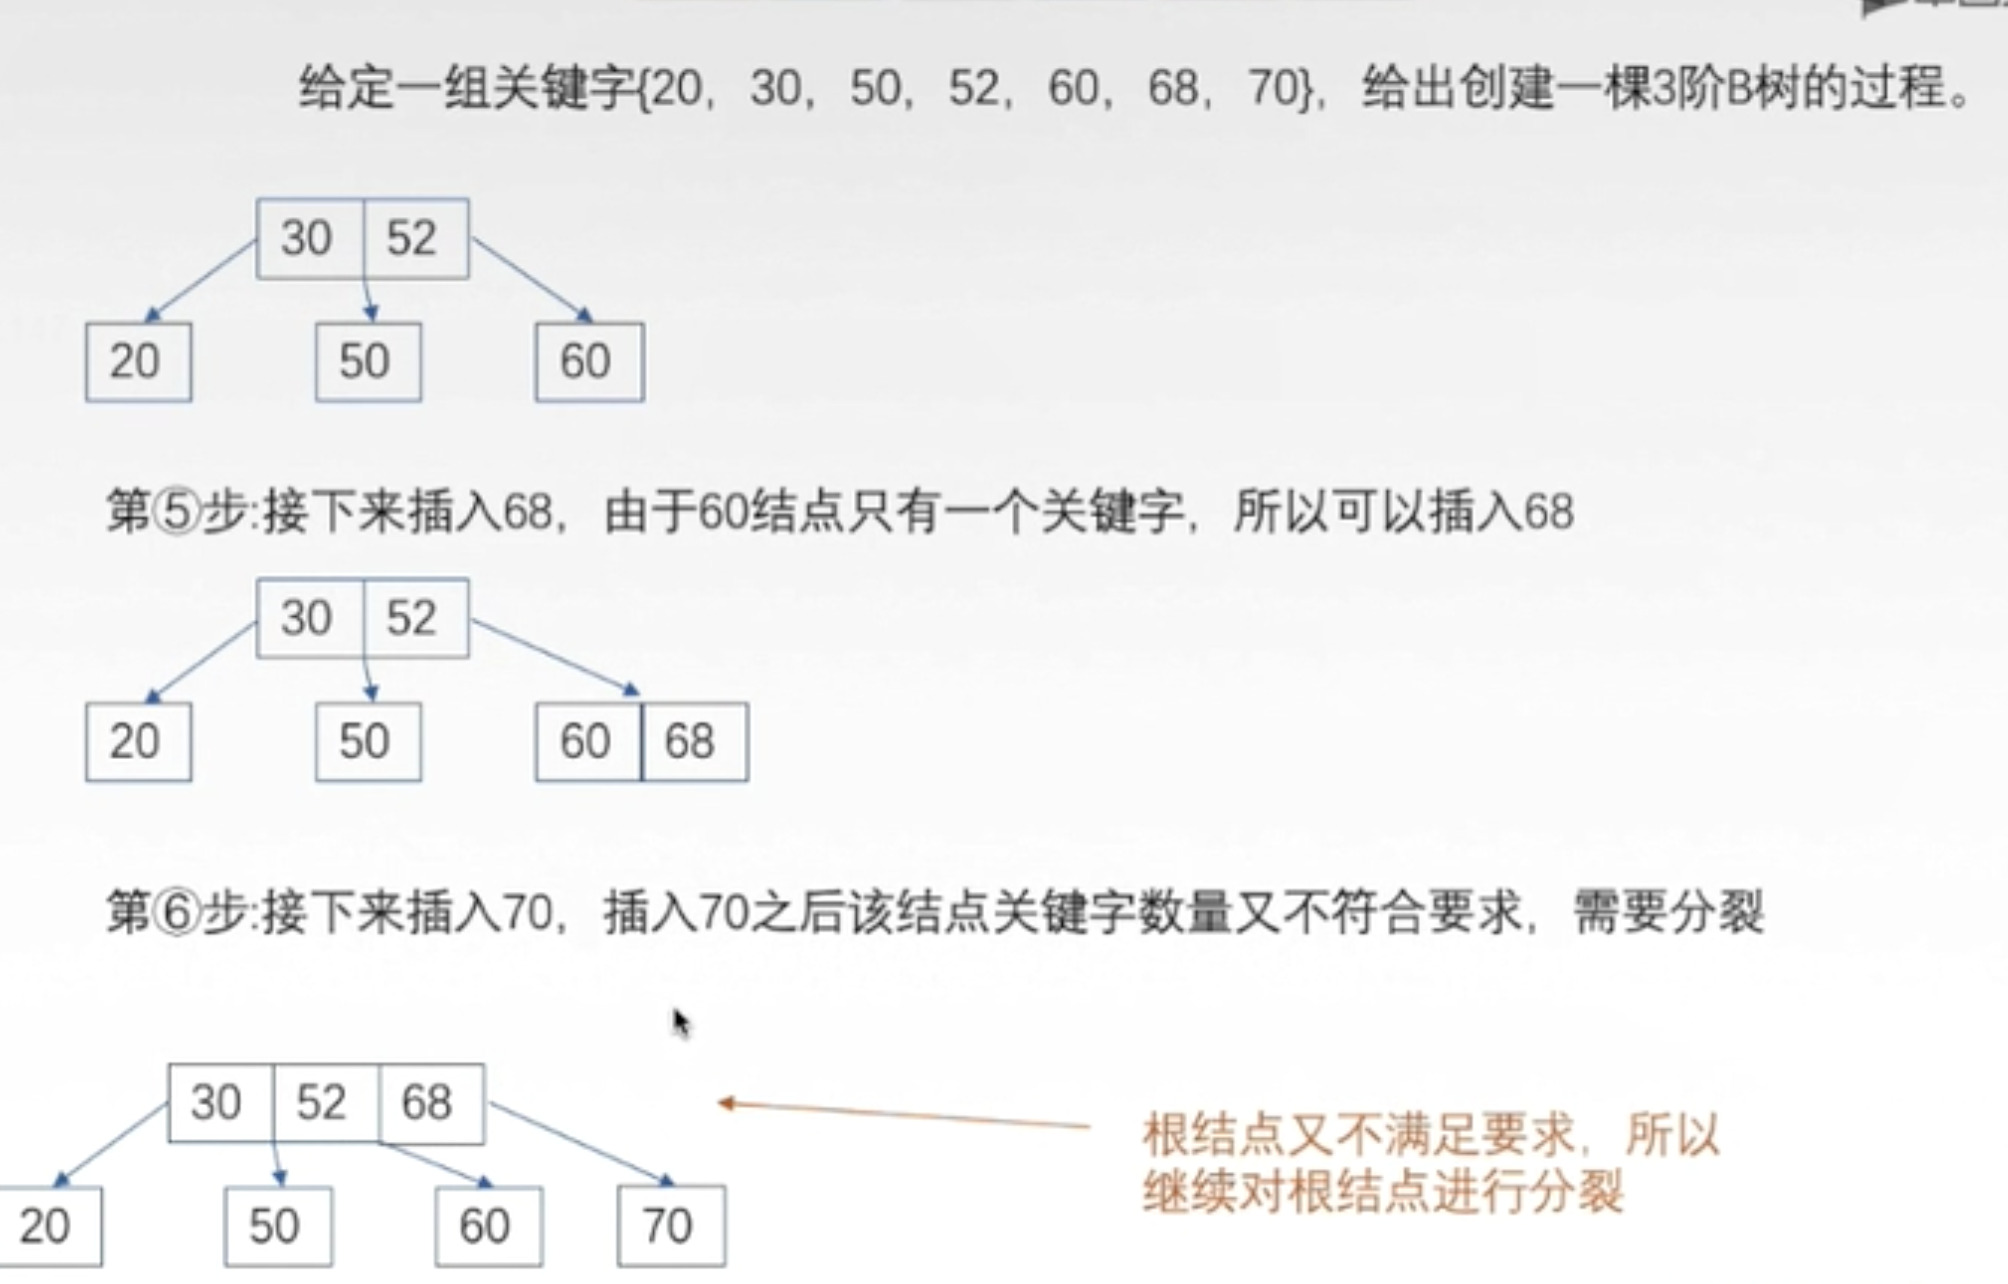 给定一组关键字{20，30，50，52，60，68，70}，给出创建一棵3阶B树的过程。
30 52
20 50 60
第⑤步:接下来插入68，由于60结点只有一个关键字，所以可以插入68
30 52
20 50 60 68
第⑥步:接下来插入70，插入70之后该结点关键字数量又不符合要求，需要分裂
30 52 68
根结点又不满足要求，所以
继续对根结点进行分裂
20 50 60 70